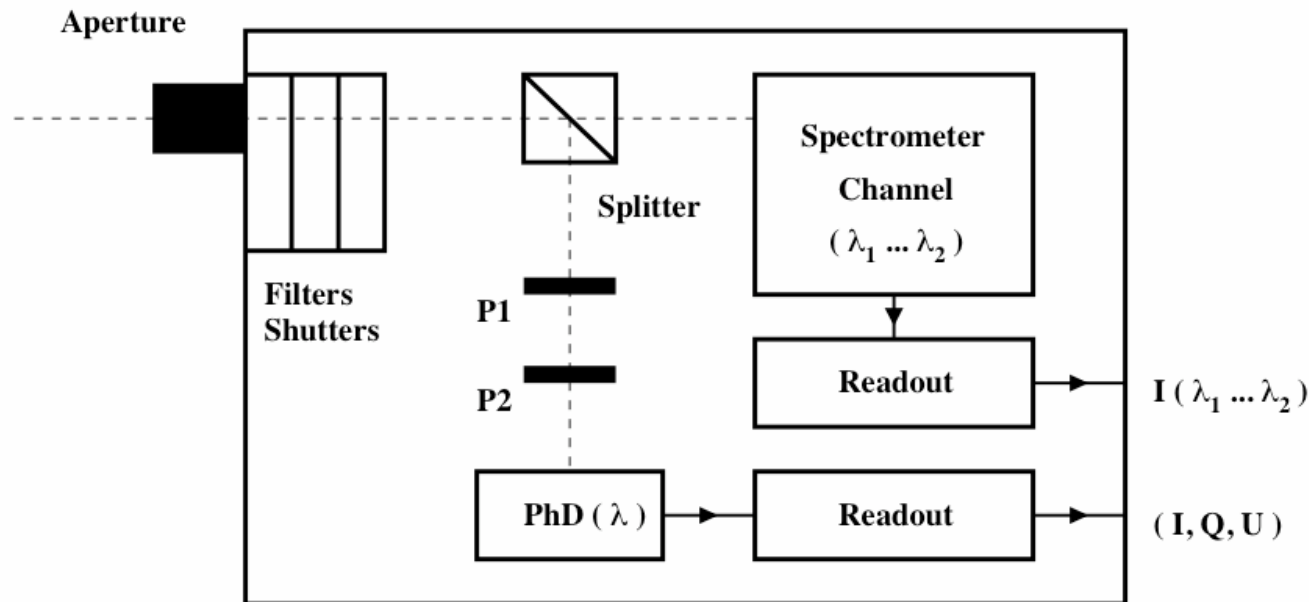 Aperture
Filters
Shutters
Splitter
P1
P2
Spectrometer
Channel
( λ₁ ... λ₂ )
Readout
I ( λ₁ ... λ₂ )
PhD ( λ )
Readout
( I, Q, U )